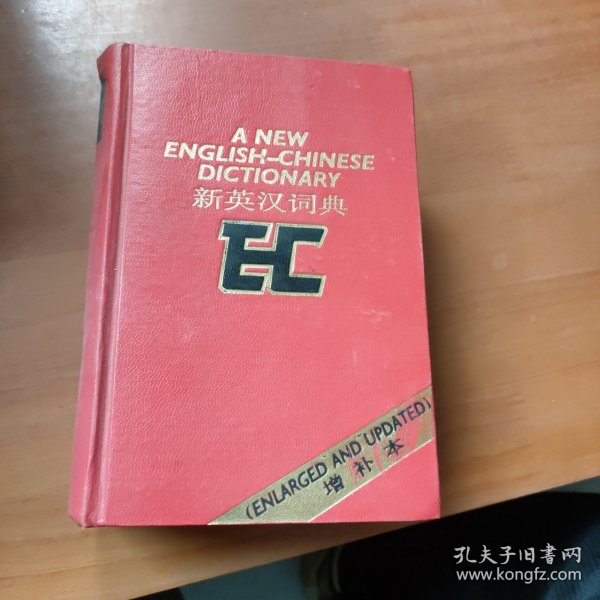 A NEW
ENGLISH-CHINESE
DICTIONARY
新英汉词典
EC
(ENLARGED AND UPDATED)
增补本
孔夫子旧书网
www.kongfz.com